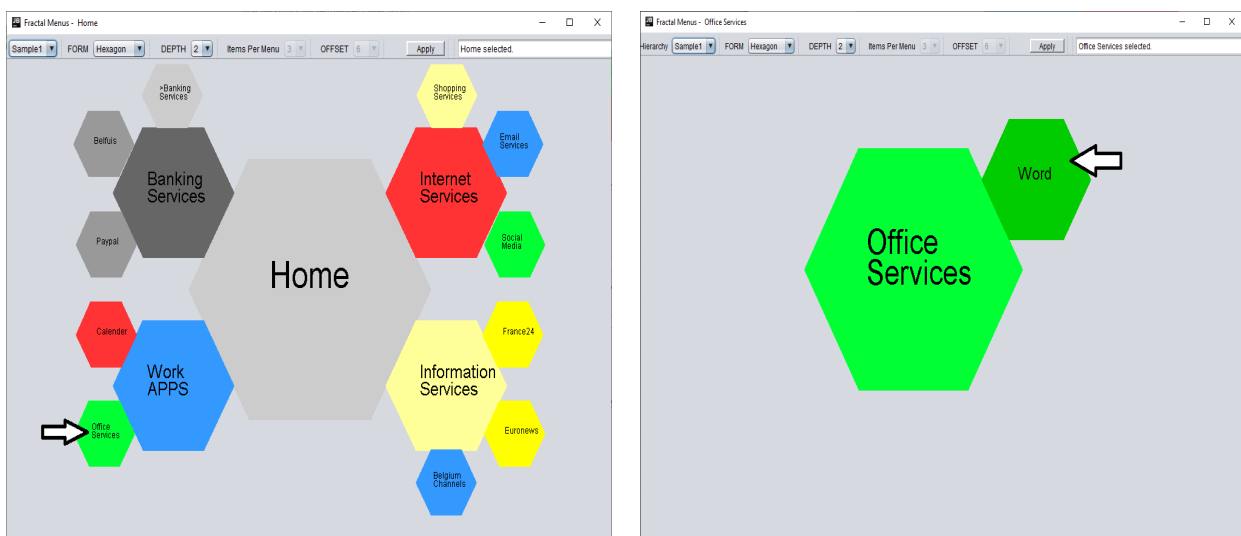 Fractal Menus - Home
Sample1 FORM Hexagon DEPTH 2 Items Per Menu 3 OFFSET 6 Apply Home selected.
>Banking
Services
Belfuis
Banking
Services
Paypal
Shopping
Services
Email
Services
Internet
Services
Social
Media
Home
Calender
Work
APPS
Office
Services
France24
Information
Services
Euronews
Belgium
Channels
Fractal Menus - Office Services
Hierarchy Sample1 FORM Hexagon DEPTH 2 Items Per Menu 3 OFFSET 6 Apply Office Services selected.
Word
Office
Services